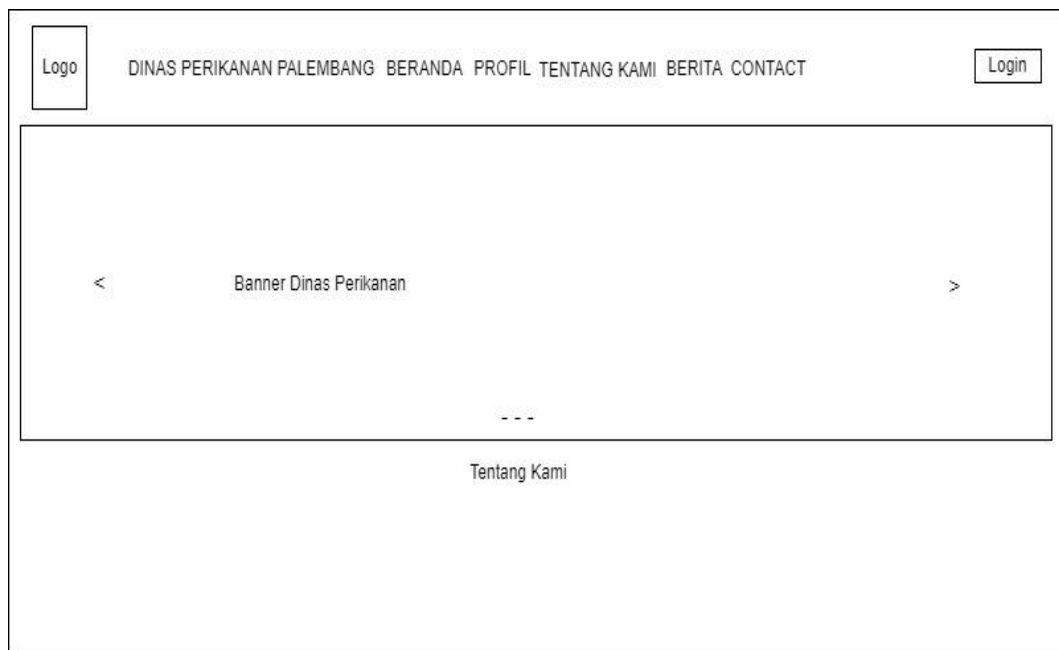 Logo
DINAS PERIKANAN PALEMBANG BERANDA PROFIL TENTANG KAMI BERITA CONTACT
Login
< Banner Dinas Perikanan >
- - -
Tentang Kami